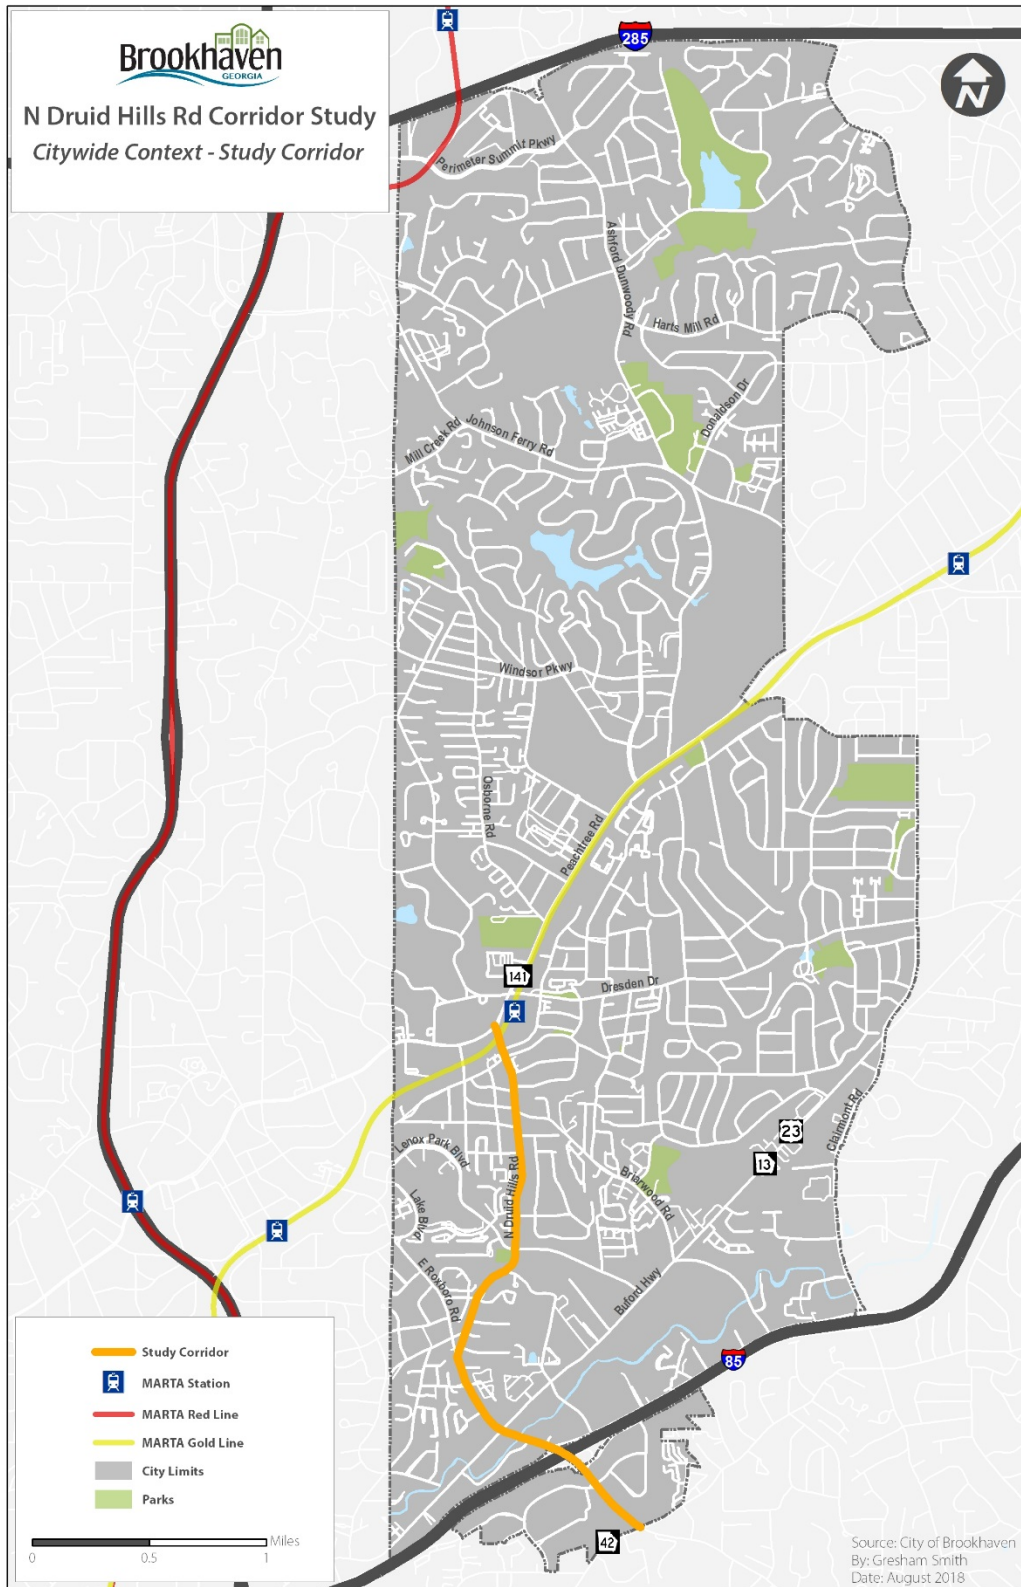 Brookhaven
GEORGIA
N Druid Hills Rd Corridor Study
Citywide Context - Study Corridor
285
N
Perimeter Summit Pkwy
Ashford Dunwoody Rd
Harts Mill Rd
Donaldson Dr
Johnson Ferry Rd
Mill Creek Rd
Windsor Pkwy
Osborne Rd
Peachtree Rd
141
Dresden Dr
Clairmont Rd
23
13
Lenox Park Blvd
Lake Blvd
N Druid Hills Rd
Briarwood Rd
E Roxboro Rd
Buford Hwy
85
42
Study Corridor
MARTA Station
MARTA Red Line
MARTA Gold Line
City Limits
Parks
Miles
0 0.5 1
Source: City of Brookhaven
By: Gresham Smith
Date: August 2018